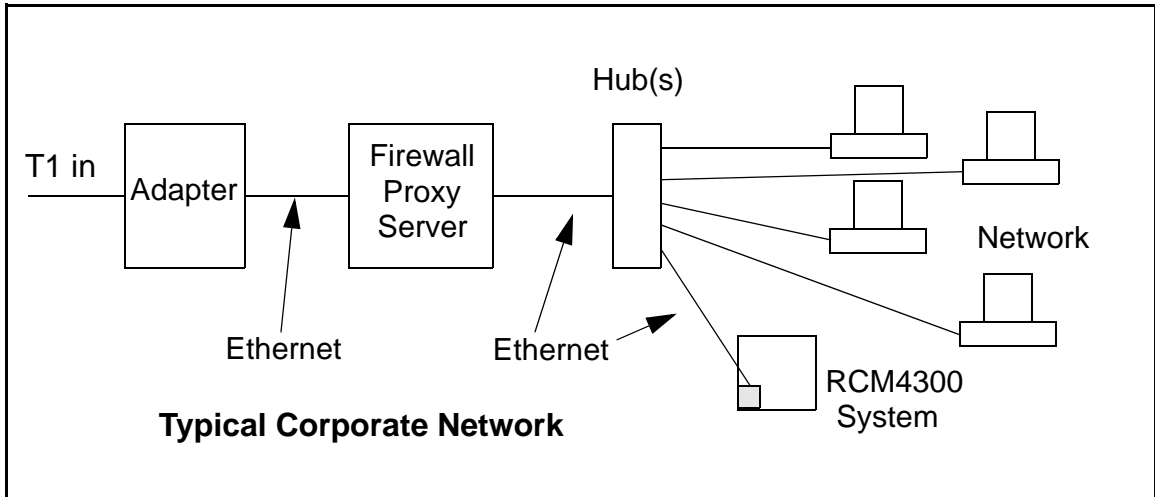 Hub(s)
T1 in
Adapter
Firewall
Proxy
Server
Network
Ethernet
Ethernet
RCM4300
System
Typical Corporate Network